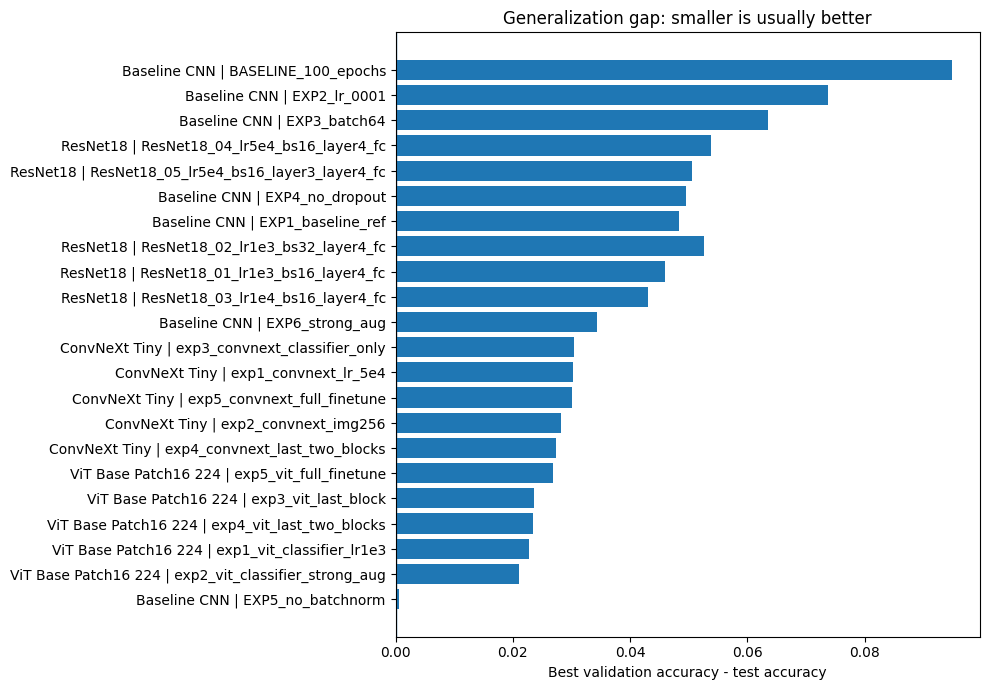 Generalization gap: smaller is usually better
Baseline CNN | BASELINE_100_epochs
Baseline CNN | EXP2_lr_0001
Baseline CNN | EXP3_batch64
ResNet18 | ResNet18_04_lr5e4_bs16_layer4_fc
ResNet18 | ResNet18_05_lr5e4_bs16_layer3_layer4_fc
Baseline CNN | EXP4_no_dropout
Baseline CNN | EXP1_baseline_ref
ResNet18 | ResNet18_02_lr1e3_bs32_layer4_fc
ResNet18 | ResNet18_01_lr1e3_bs16_layer4_fc
ResNet18 | ResNet18_03_lr1e4_bs16_layer4_fc
Baseline CNN | EXP6_strong_aug
ConvNeXt Tiny | exp3_convnext_classifier_only
ConvNeXt Tiny | exp1_convnext_lr_5e4
ConvNeXt Tiny | exp5_convnext_full_finetune
ConvNeXt Tiny | exp2_convnext_img256
ConvNeXt Tiny | exp4_convnext_last_two_blocks
ViT Base Patch16 224 | exp5_vit_full_finetune
ViT Base Patch16 224 | exp3_vit_last_block
ViT Base Patch16 224 | exp4_vit_last_two_blocks
ViT Base Patch16 224 | exp1_vit_classifier_lr1e3
ViT Base Patch16 224 | exp2_vit_classifier_strong_aug
Baseline CNN | EXP5_no_batchnorm
0.00 0.02 0.04 0.06 0.08
Best validation accuracy - test accuracy